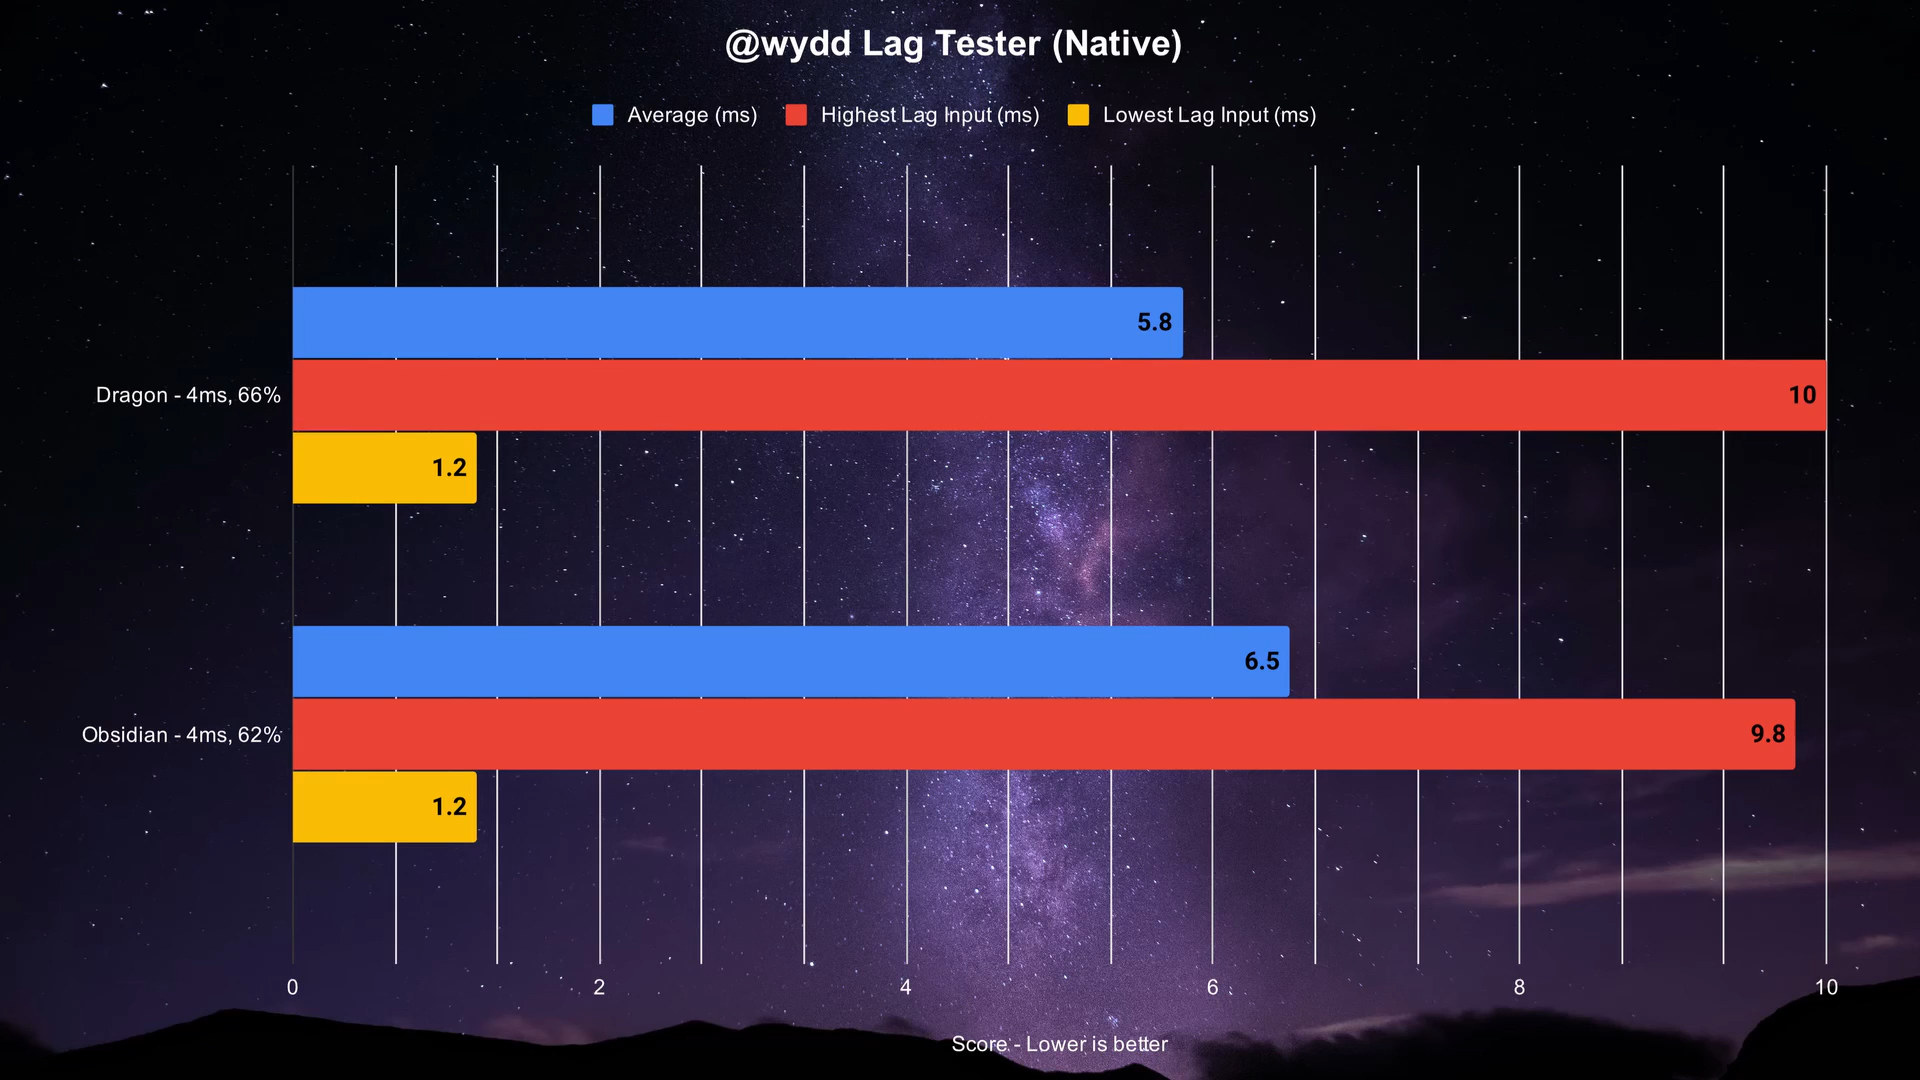 @wydd Lag Tester (Native)
Average (ms) Highest Lag Input (ms) Lowest Lag Input (ms)
5.8
Dragon - 4ms, 66%
10
1.2
6.5
Obsidian - 4ms, 62%
9.8
1.2
0 2 4 6 8 10
Score - Lower is better